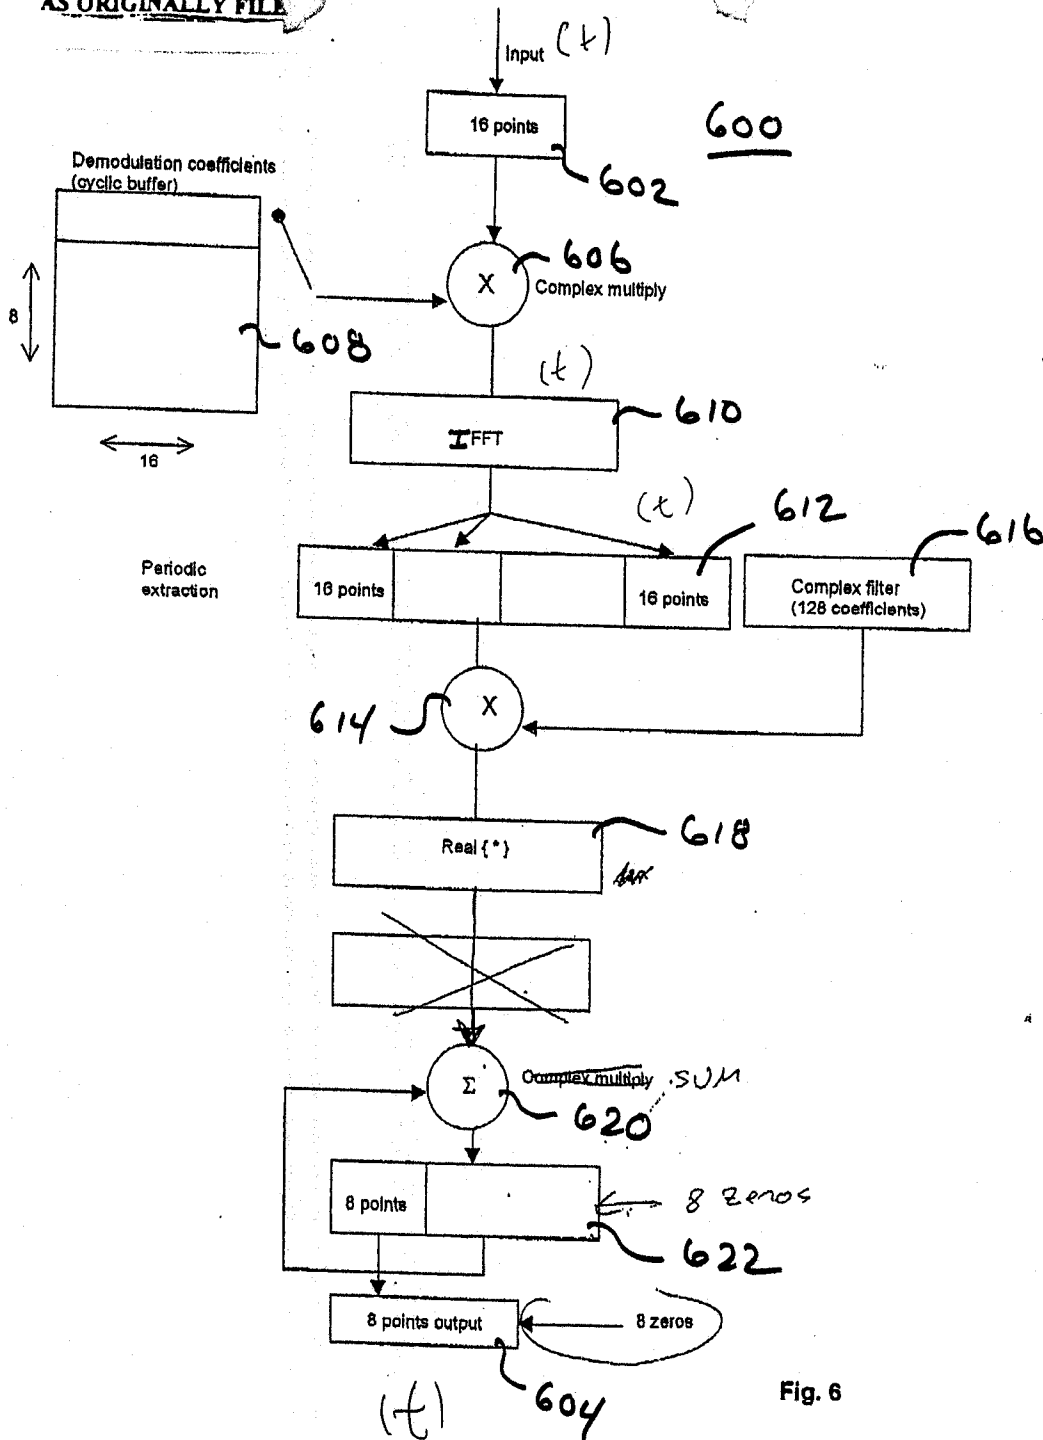 AS ORIGINALLY FILE
Input (t)
16 points
600
602
Demodulation coefficients
(cyclic buffer)
X
606
Complex multiply
8
608
16
(t)
610
IFFT
(t)
612
616
Periodic
extraction
16 points
16 points
Complex filter
(128 coefficients)
614
X
618
Real {*}
Σ
Complex multiply SUM
620
8 points
8 zeros
622
8 points output
8 zeros
604
(t)
Fig. 6